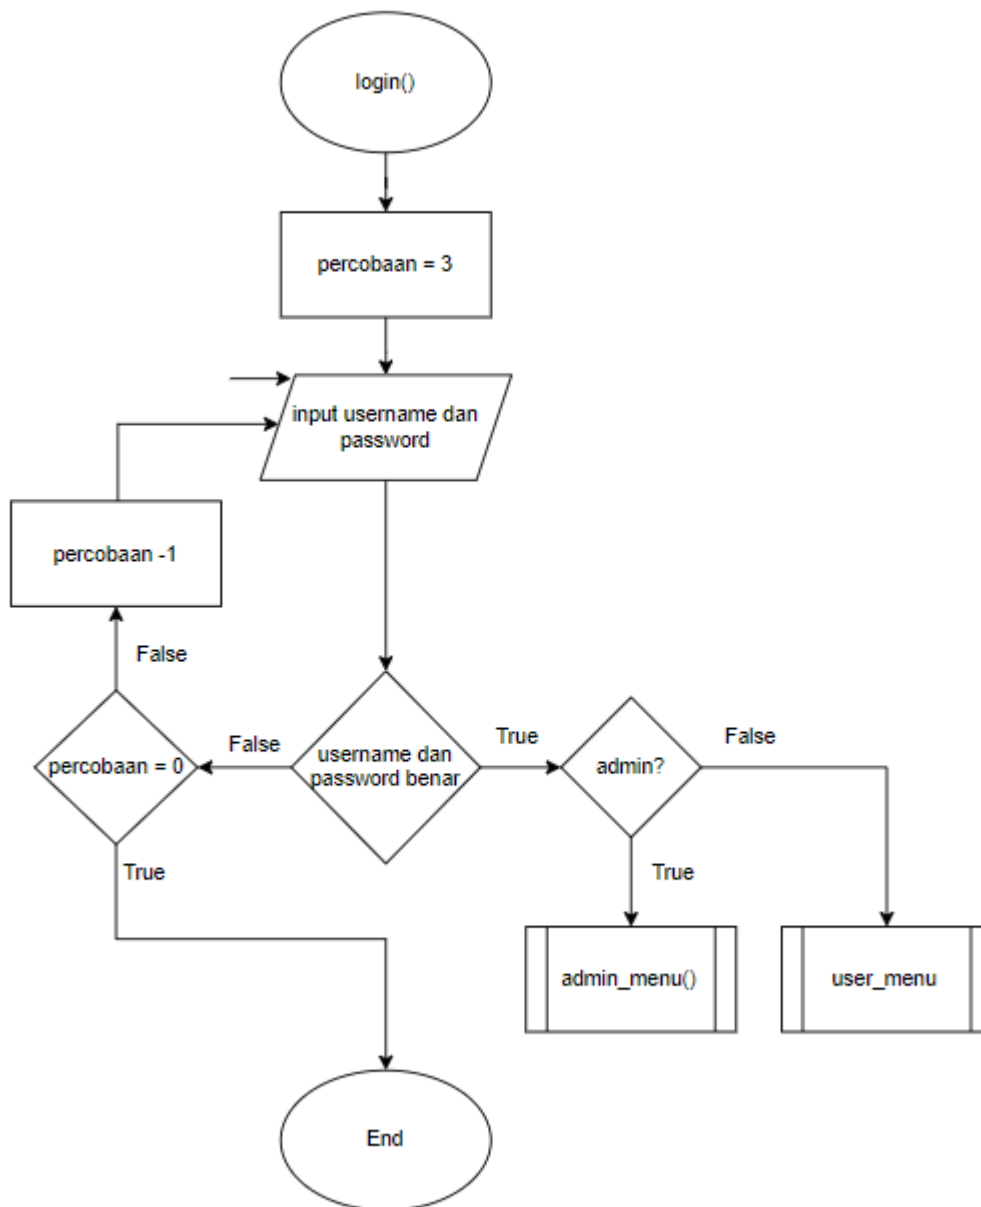 login()
percobaan = 3
input username dan
password
percobaan -1
False
percobaan = 0
False
username dan
password benar
True
admin?
False
True
True
admin_menu()
user_menu
End